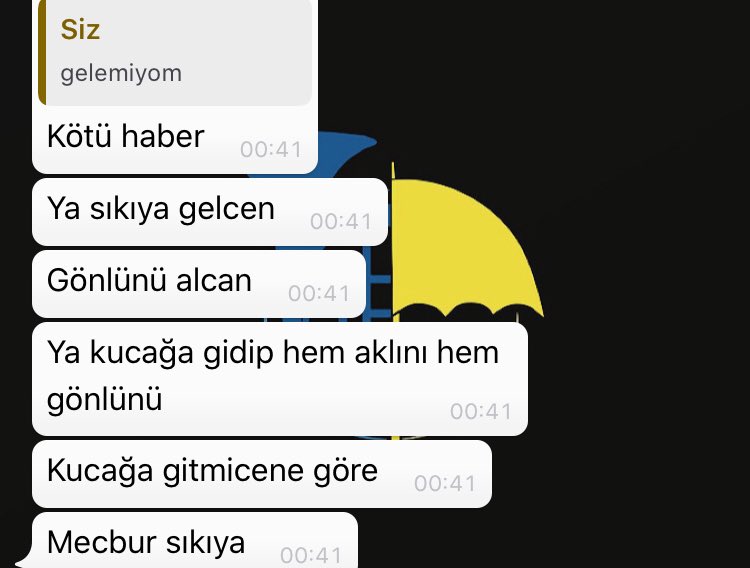 Siz
gelemiyom
Kötü haber 00:41
Ya sıkıya gelcen 00:41
Gönlünü alcan 00:41
Ya kucağa gidip hem aklını hem
gönlünü 00:41
Kucağa gitmicene göre 00:41
Mecbur sıkıya 00:41